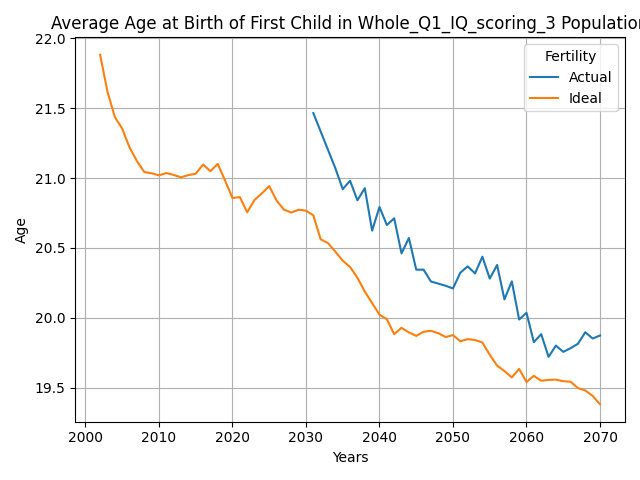 Average Age at Birth of First Child in Whole_Q1_IQ_scoring_3 Population
Fertility
Actual
Ideal
22.0
21.5
21.0
20.5
20.0
19.5
Age
2000 2010 2020 2030 2040 2050 2060 2070
Years